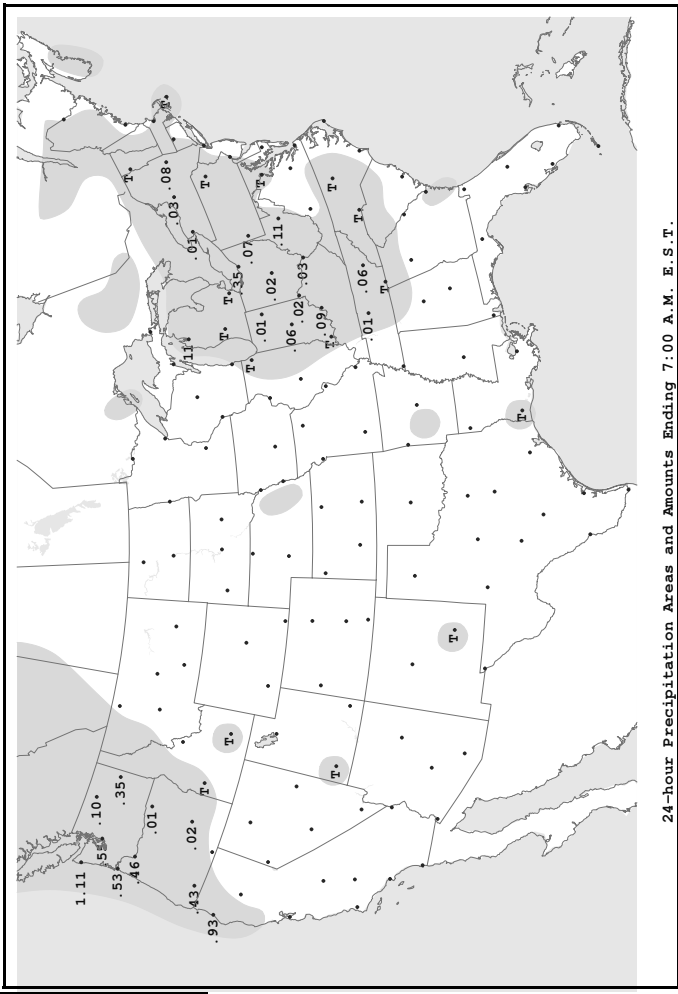 1.11
.10
.55
.53
.35
T
.46
.01
T
.08
.03
.11
.02
.01
.43
T
T
.93
T
T
T
.35
.07
T
T
.01
.02
.11
.06
.02
.03
.09
T
T
T
T
.06
.01
T
T
T
24-hour Precipitation Areas and Amounts Ending 7:00 A.M. E.S.T.